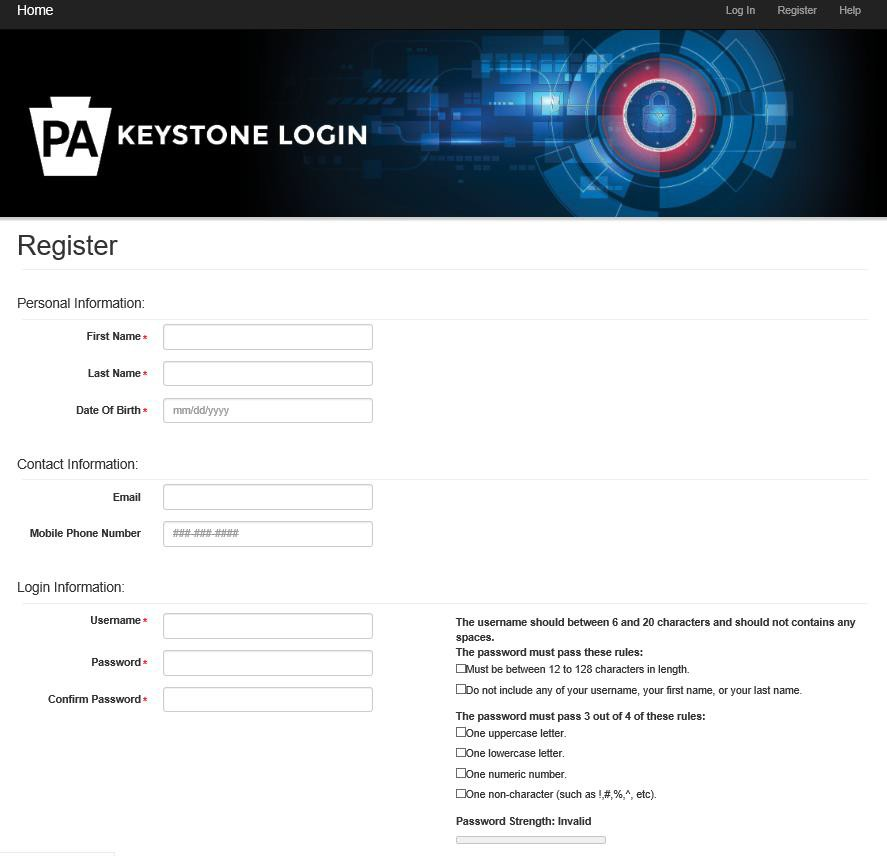 Home
Log In Register Help
PA KEYSTONE LOGIN
Register
Personal Information:
First Name *
Last Name *
Date Of Birth * mm/dd/yyyy
Contact Information:
Email
Mobile Phone Number ###-###-####
Login Information:
Username *
Password *
Confirm Password *
The username should between 6 and 20 characters and should not contains any
spaces.
The password must pass these rules:
Must be between 12 to 128 characters in length.
Do not include any of your username, your first name, or your last name.
The password must pass 3 out of 4 of these rules:
One uppercase letter.
One lowercase letter.
One numeric number.
One non-character (such as !,#,%,^, etc).
Password Strength: Invalid